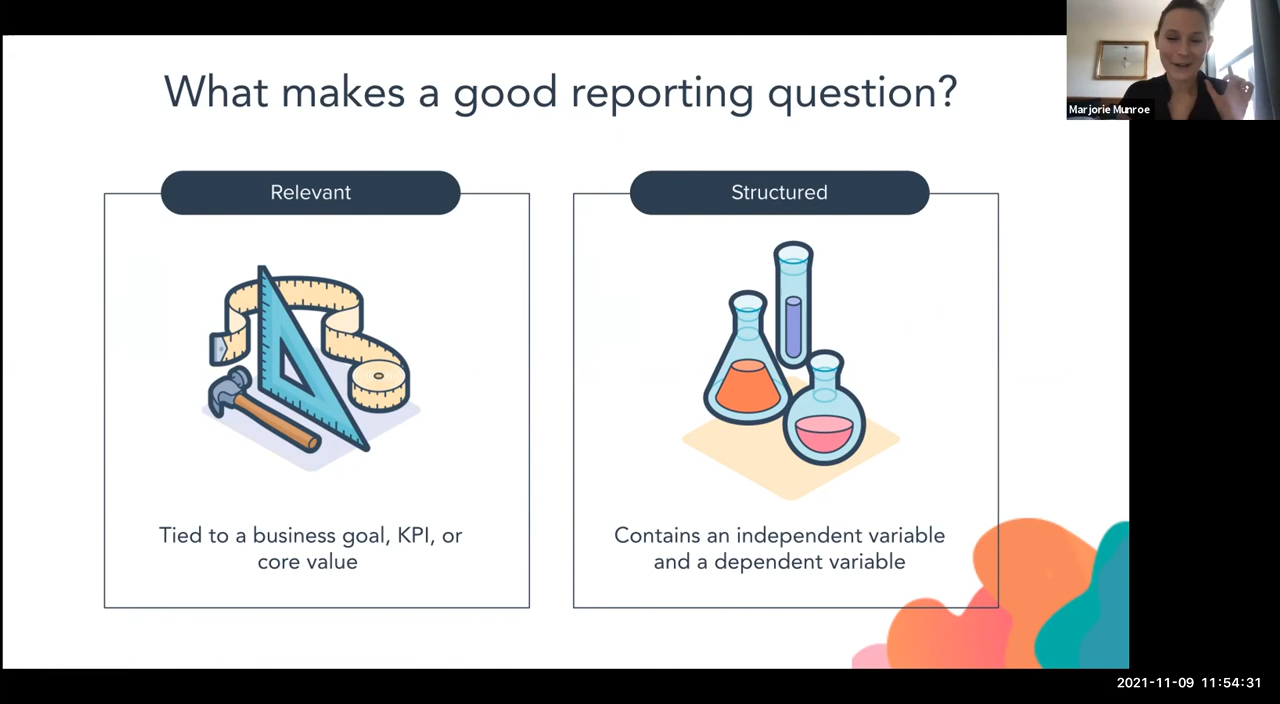 What makes a good reporting question?
Marjorie Munroe
Relevant
Structured
Tied to a business goal, KPI, or
core value
Contains an independent variable
and a dependent variable
2021-11-09 11:54:31